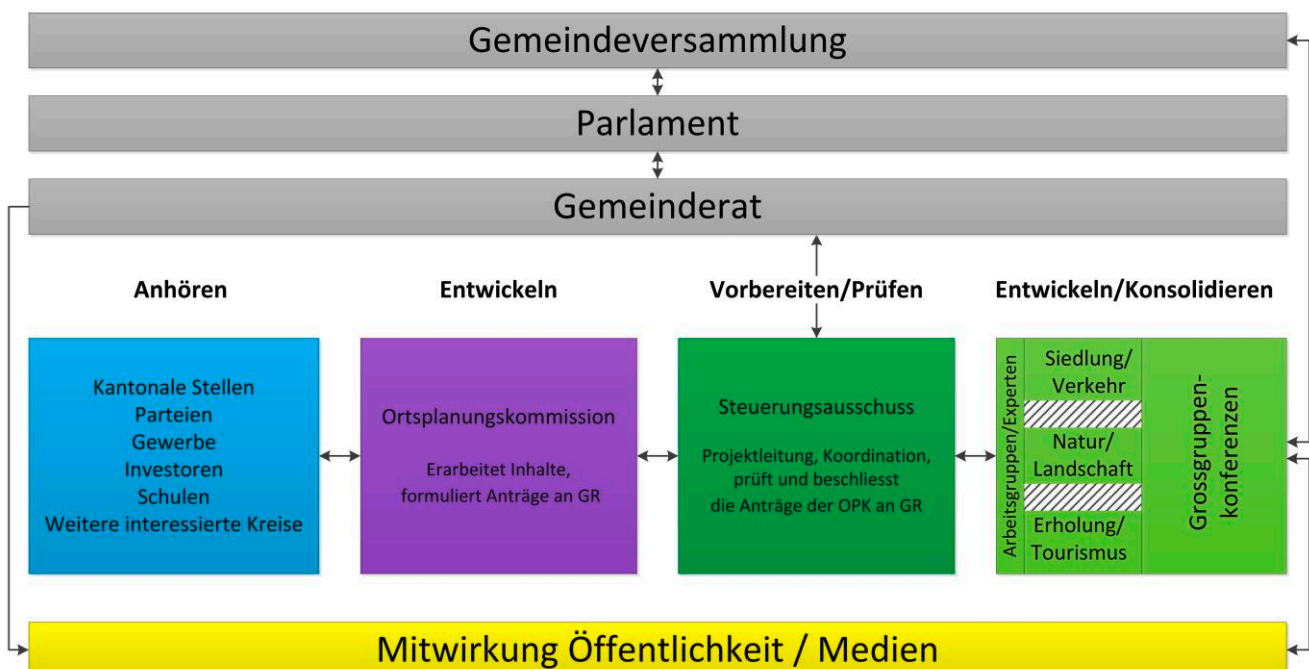 Gemeindeversammlung
Parlament
Gemeinderat
Anhören
Entwickeln
Vorbereiten/Prüfen
Entwickeln/Konsolidieren
Kantonale Stellen
Parteien
Gewerbe
Investoren
Schulen
Weitere interessierte Kreise
Ortsplanungskommission
Erarbeitet Inhalte,
formuliert Anträge an GR
Steuerungsausschuss
Projektleitung, Koordination,
prüft und beschliesst
die Anträge der OPK an GR
Arbeitsgruppen/Experten
Siedlung/
Verkehr
Natur/
Landschaft
Erholung/
Tourismus
Grossgruppen-
konferenzen
Mitwirkung Öffentlichkeit / Medien